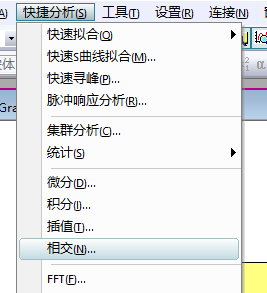 快捷分析(S) 工具(T) 设置(R) 连接(N)
快速拟合(Q)
快速s曲线拟合(M)...
快速寻峰(P)...
脉冲响应分析(R)...
集群分析(C)...
统计(S)
微分(D)...
积分(I)...
插值(T)...
相交(N)...
FFT(F)...
Gra